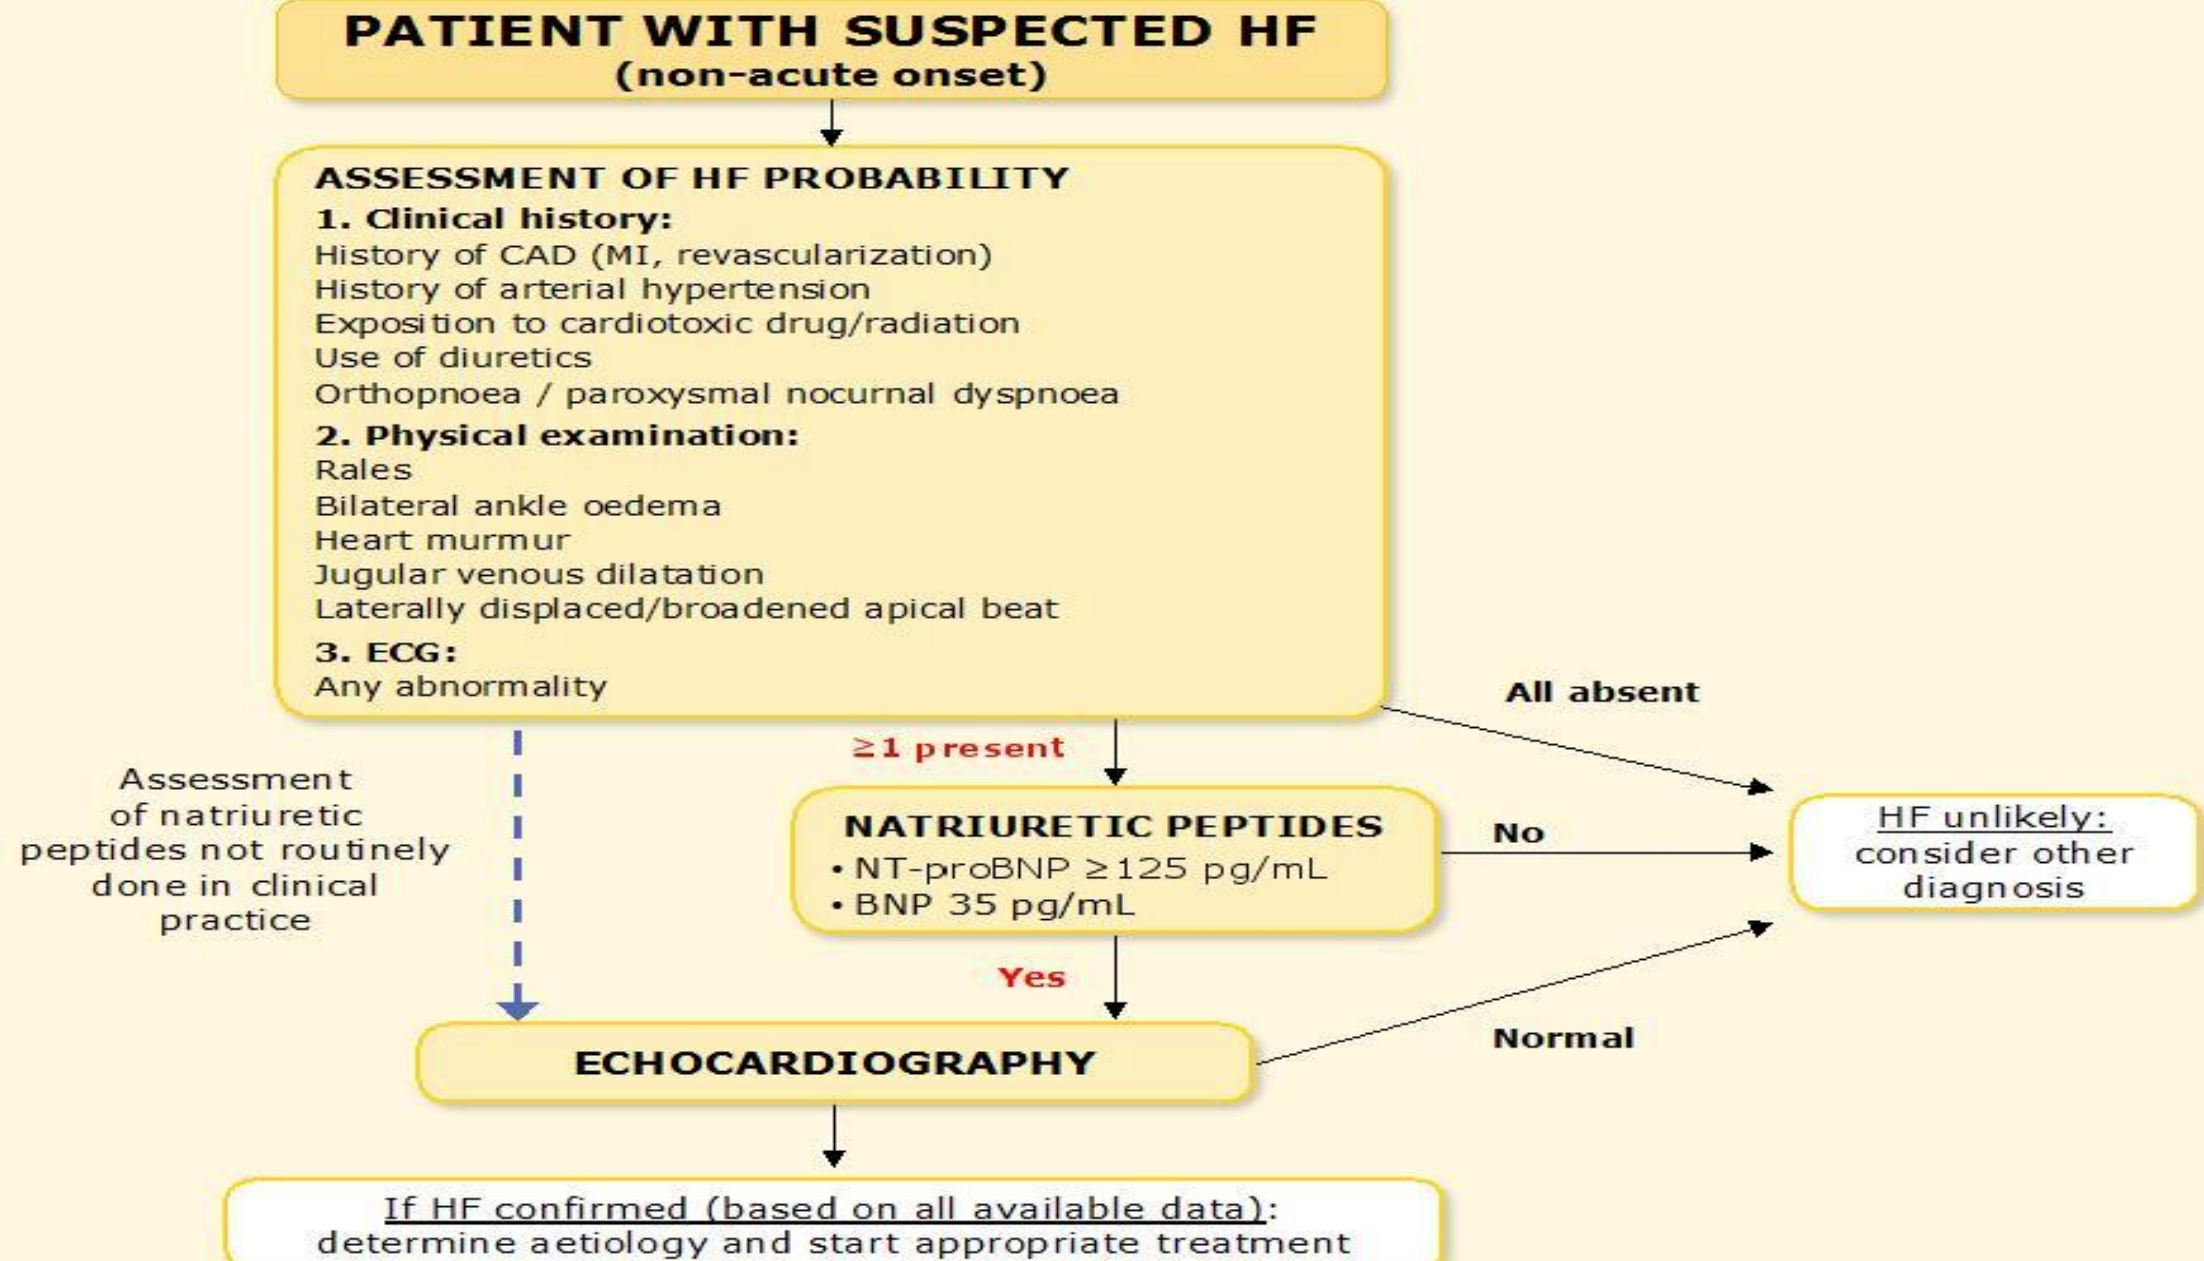 PATIENT WITH SUSPECTED HF
(non-acute onset)
ASSESSMENT OF HF PROBABILITY
1. Clinical history:
History of CAD (MI, revascularization)
History of arterial hypertension
Exposition to cardiotoxic drug/radiation
Use of diuretics
Orthopnoea / paroxysmal nocurnal dyspnoea
2. Physical examination:
Rales
Bilateral ankle oedema
Heart murmur
Jugular venous dilatation
Laterally displaced/broadened apical beat
3. ECG:
Any abnormality
All absent
≥1 present
Assessment
of natriuretic
peptides not routinely
done in clinical
practice
NATRIURETIC PEPTIDES
• NT-proBNP ≥125 pg/mL
• BNP 35 pg/mL
No
HF unlikely:
consider other
diagnosis
Yes
Normal
ECHOCARDIOGRAPHY
If HF confirmed (based on all available data):
determine aetiology and start appropriate treatment